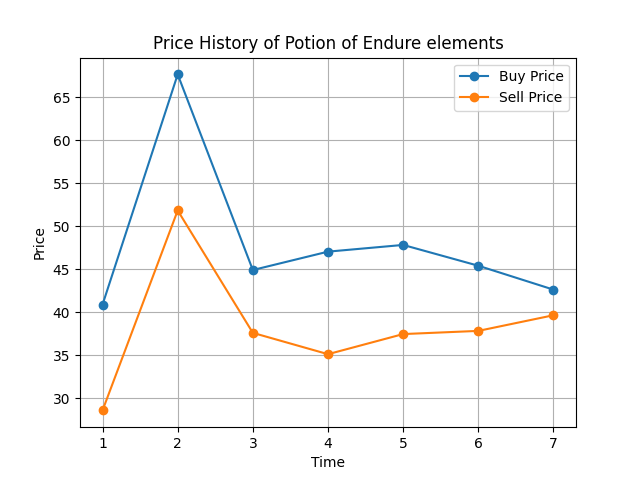 Price History of Potion of Endure elements
Buy Price
Sell Price
Price
65
60
55
50
45
40
35
30
1 2 3 4 5 6 7
Time